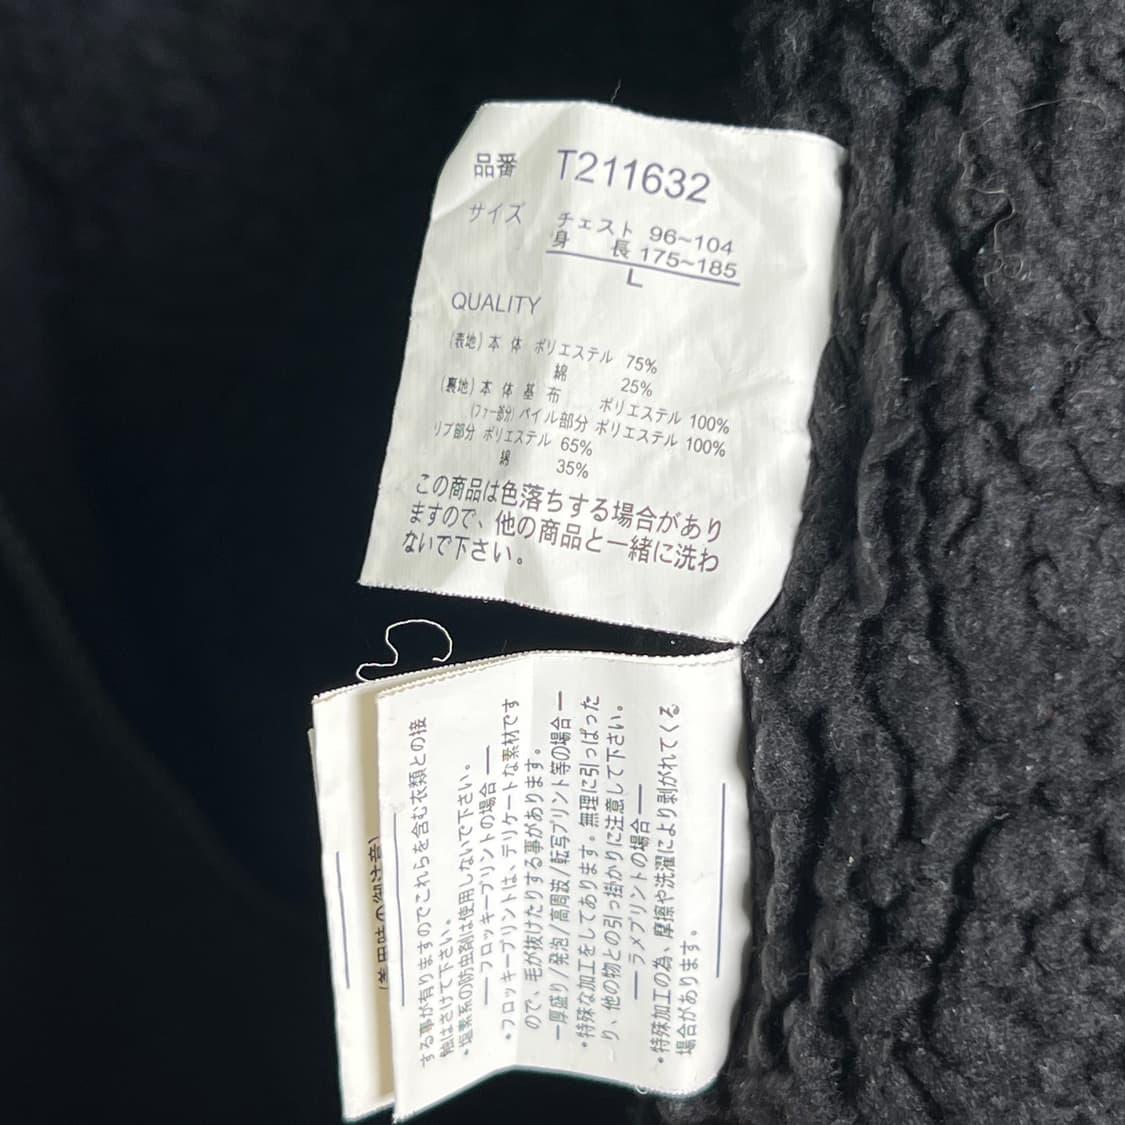 品番 T211632
サイズ チェスト 96~104
身 長 175~185
L
QUALITY
(表地) 本 体 ポリエステル 75%
綿 25%
(裏地) 本 体 基 布 ポリエステル 100%
(ファー部分) パイル部分 ポリエステル 100%
リブ部分 ポリエステル 65%
綿 35%
この商品は色落ちする場合があり
ますので、他の商品と一緒に洗わ
ないで下さい。
する事が有りますのでこれらを含む衣類との接
触はさけて下さい。
・塩素系の防虫剤は使用しないで下さい。
―フロッキープリントの場合―
・フロッキープリントは、デリケートな素材です
ので、毛が抜けたりする事があります。
―厚盛り/発泡/高周波/転写プリント等の場合―
・特殊な加工をしてあります。無理に引っぱった
り、他の物との引っ掛かりに注意して下さい。
―ラメプリントの場合―
・特殊加工の為、摩擦や洗濯により剥がれてくる
場合があります。